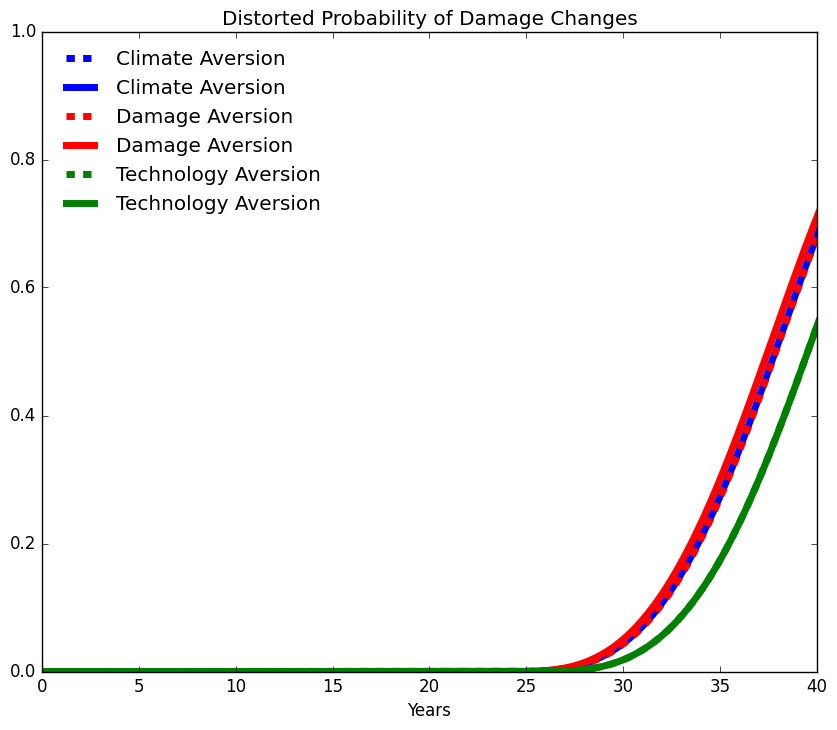 Distorted Probability of Damage Changes
1.0
0.8
0.6
0.4
0.2
0.0
Climate Aversion
Climate Aversion
Damage Aversion
Damage Aversion
Technology Aversion
Technology Aversion
0 5 10 15 20 25 30 35 40
Years